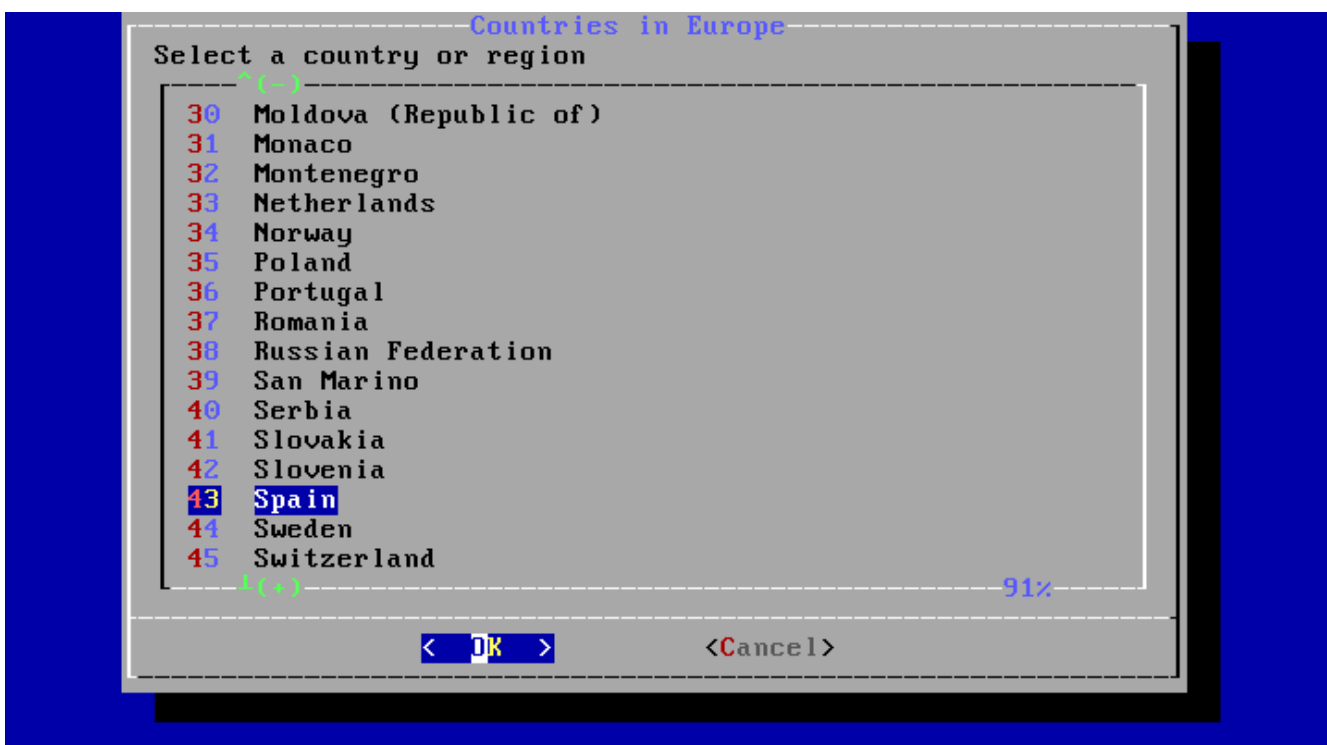 Countries in Europe
Select a country or region
^(-)
30 Moldova (Republic of)
31 Monaco
32 Montenegro
33 Netherlands
34 Norway
35 Poland
36 Portugal
37 Romania
38 Russian Federation
39 San Marino
40 Serbia
41 Slovakia
42 Slovenia
43 Spain
44 Sweden
45 Switzerland
┴(+) 91%
< OK > <Cancel>